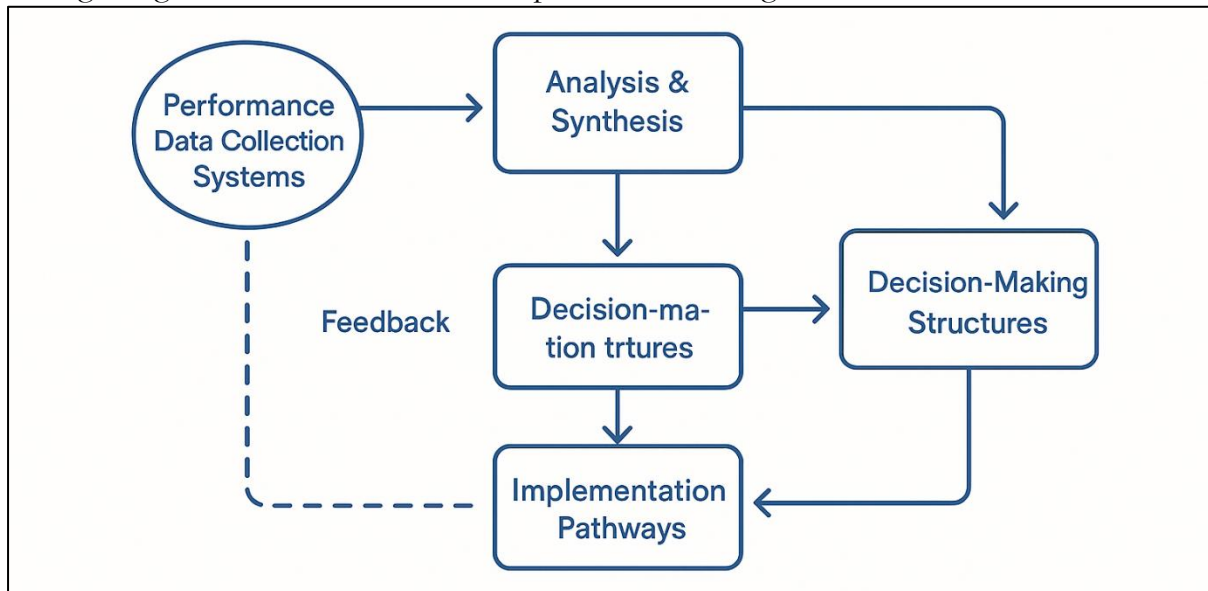 Performance
Data Collection
Systems
Analysis &
Synthesis
Feedback
Decision-ma-
tion trtures
Decision-Making
Structures
Implementation
Pathways